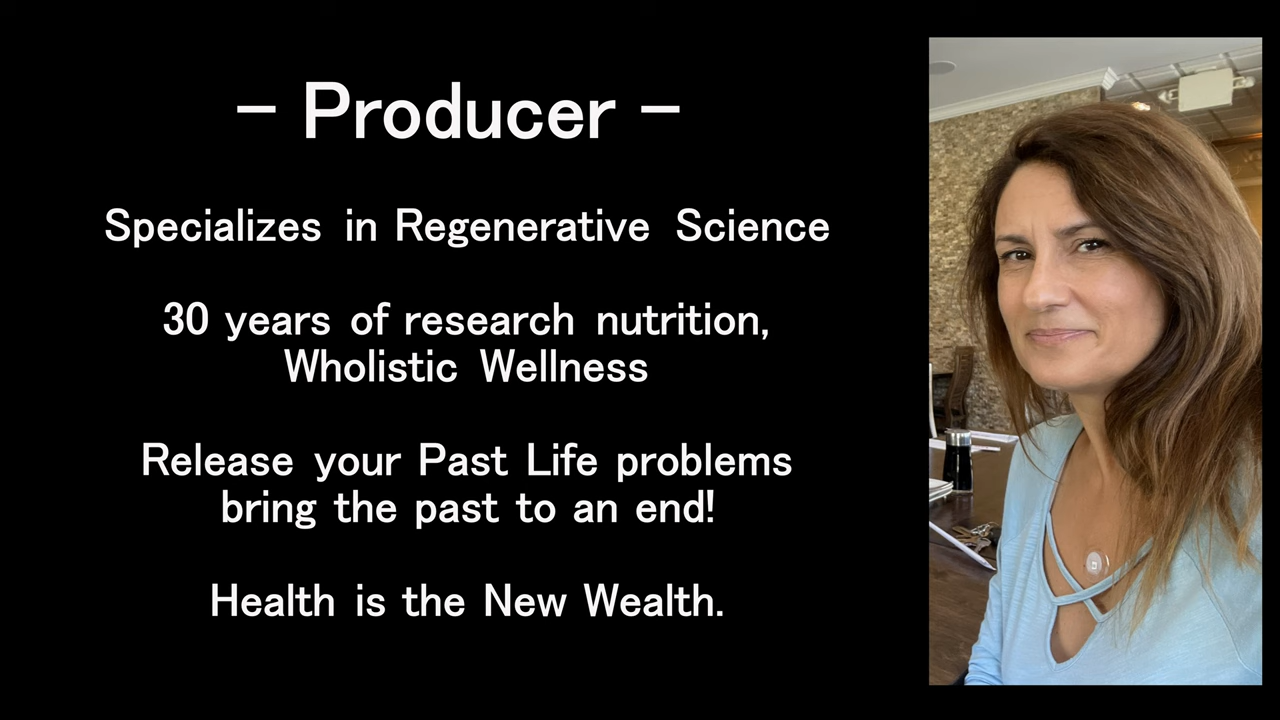 – Producer –
Specializes in Regenerative Science
30 years of research nutrition,
Wholistic Wellness
Release your Past Life problems
bring the past to an end!
Health is the New Wealth.